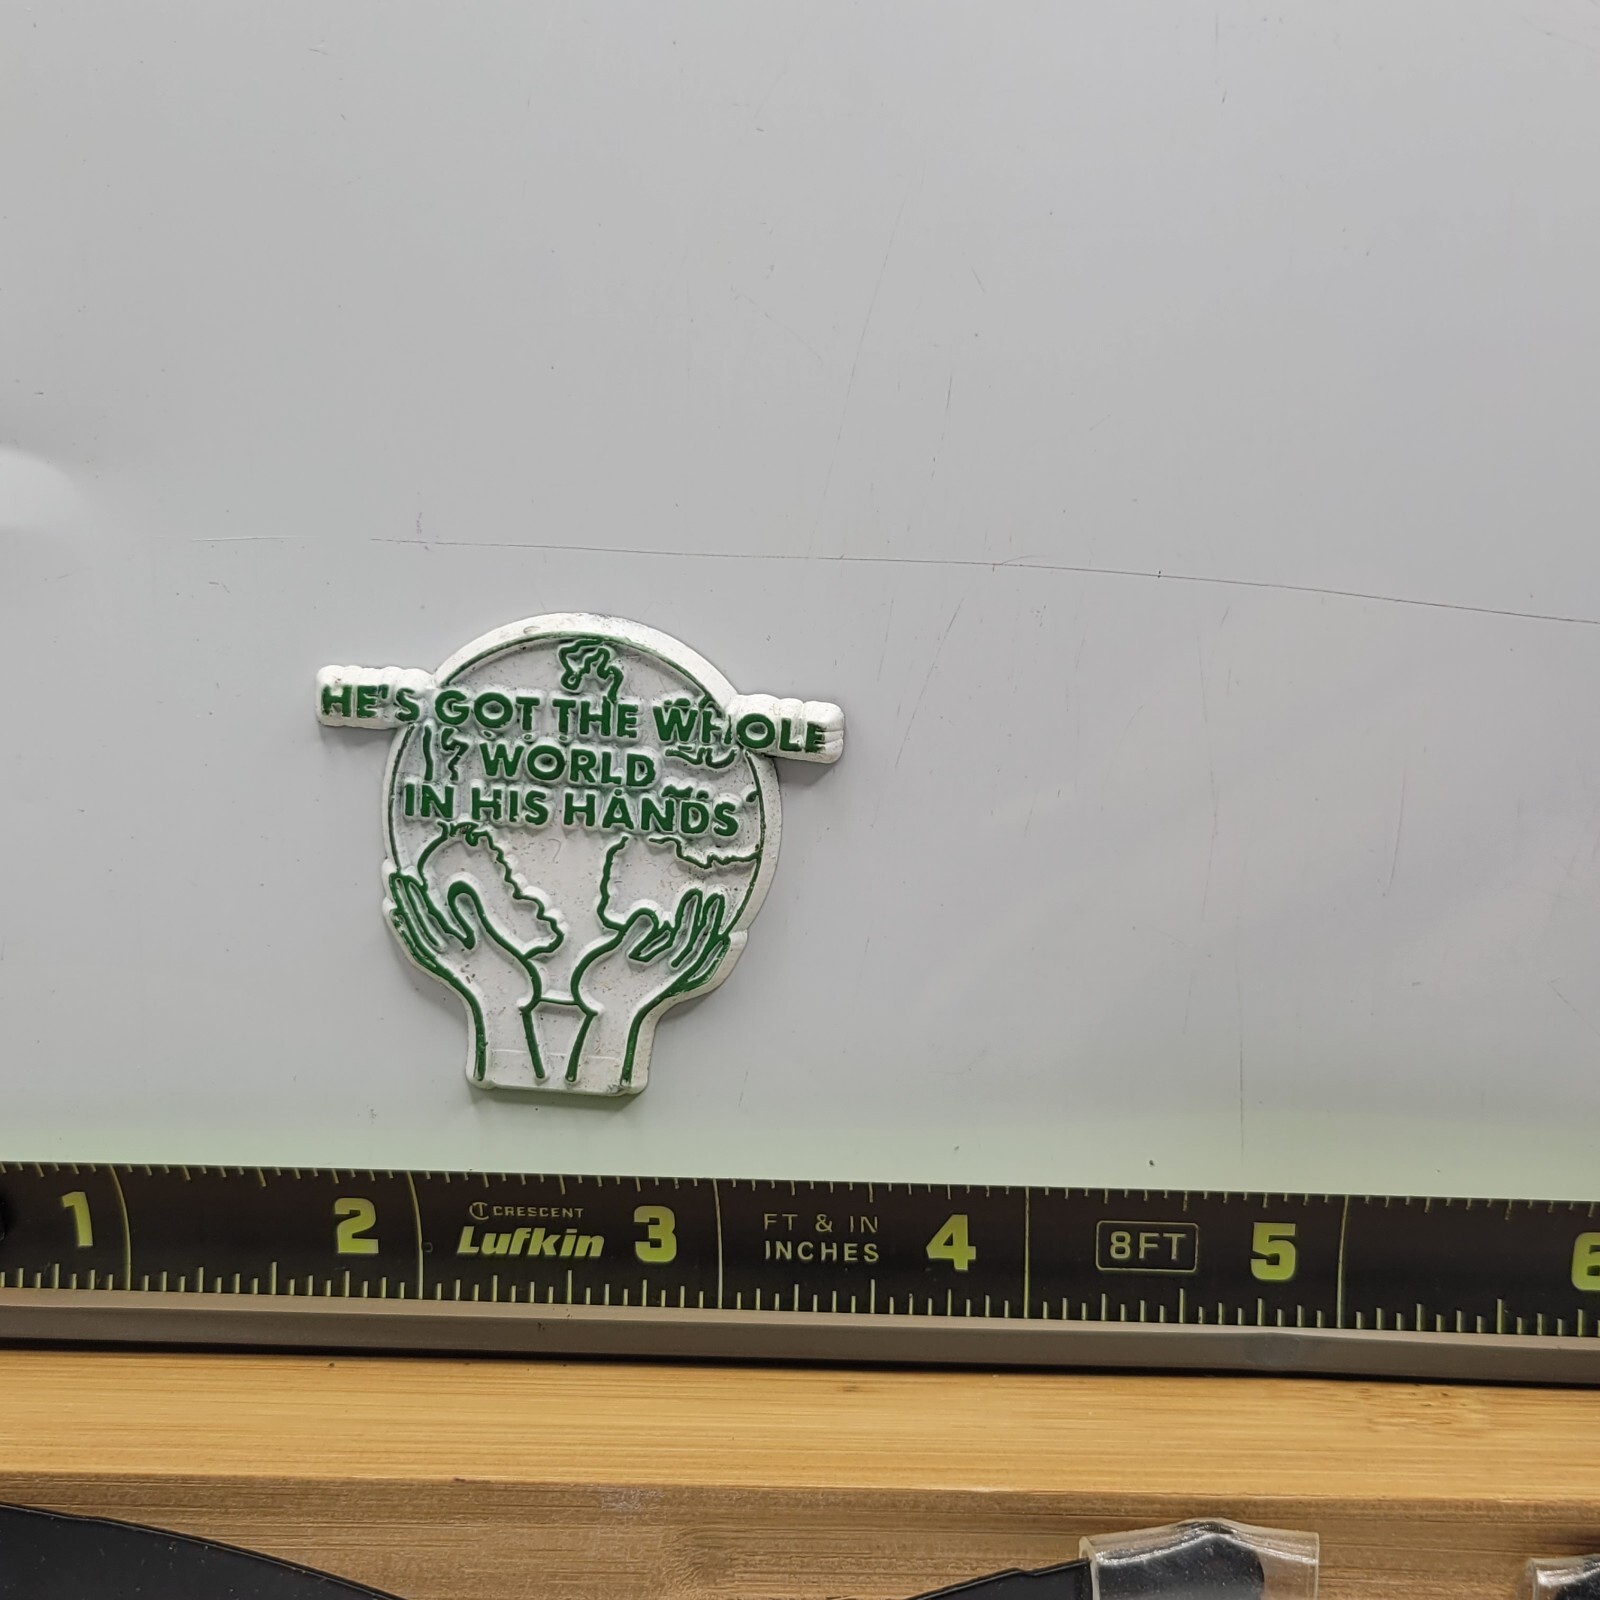 HE'S GOT THE WHOLE
WORLD
IN HIS HANDS
1 2 3 4 5 6
CRESCENT
Lufkin
FT & IN
INCHES
8FT